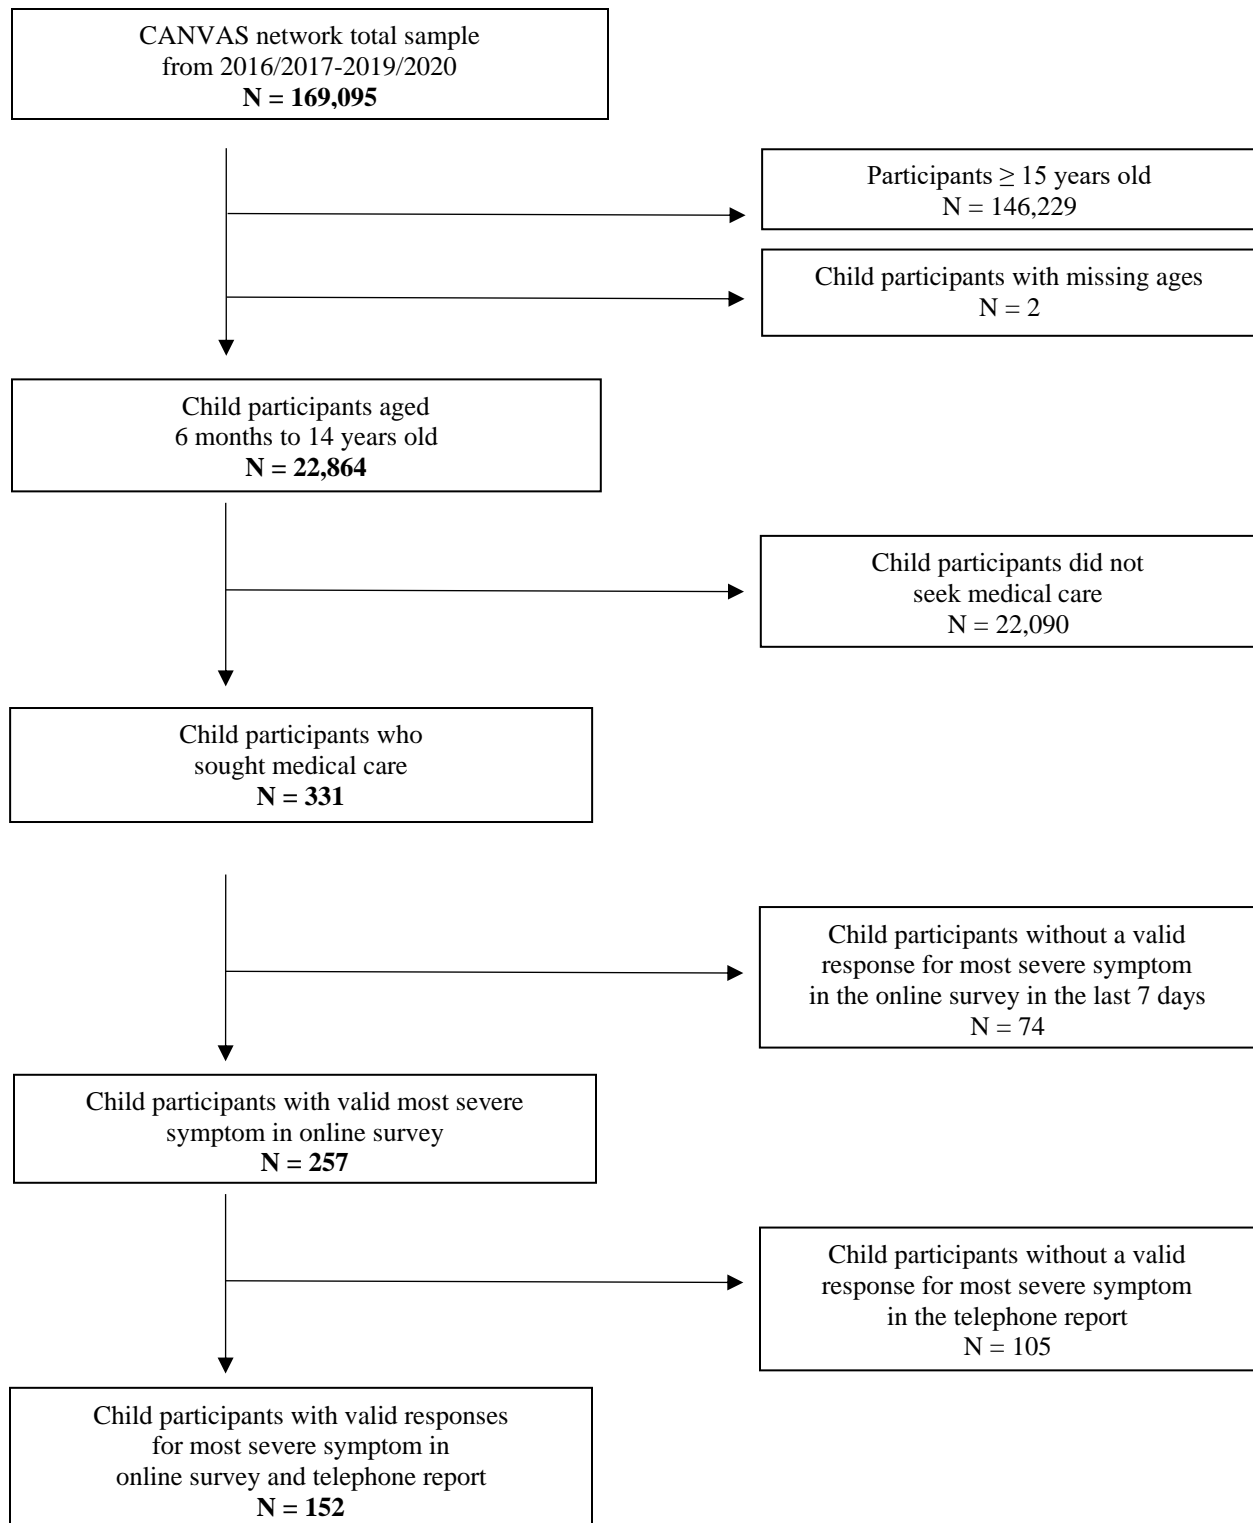 CANVAS network total sample
from 2016/2017-2019/2020
N = 169,095
Participants ≥ 15 years old
N = 146,229
Child participants with missing ages
N = 2
Child participants aged
6 months to 14 years old
N = 22,864
Child participants did not
seek medical care
N = 22,090
Child participants who
sought medical care
N = 331
Child participants without a valid
response for most severe symptom
in the online survey in the last 7 days
N = 74
Child participants with valid most severe
symptom in online survey
N = 257
Child participants without a valid
response for most severe symptom
in the telephone report
N = 105
Child participants with valid responses
for most severe symptom in
online survey and telephone report
N = 152